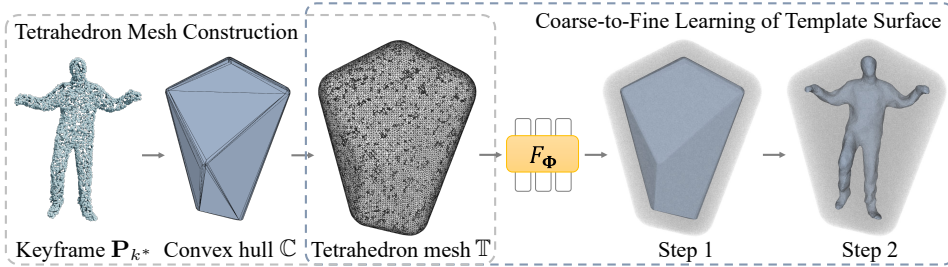 Tetrahedron Mesh Construction
Coarse-to-Fine Learning of Template Surface
F_Φ
Keyframe P_{k*}
Convex hull ℂ
Tetrahedron mesh 𝕋
Step 1
Step 2